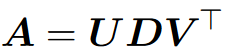 A = UDV⊤